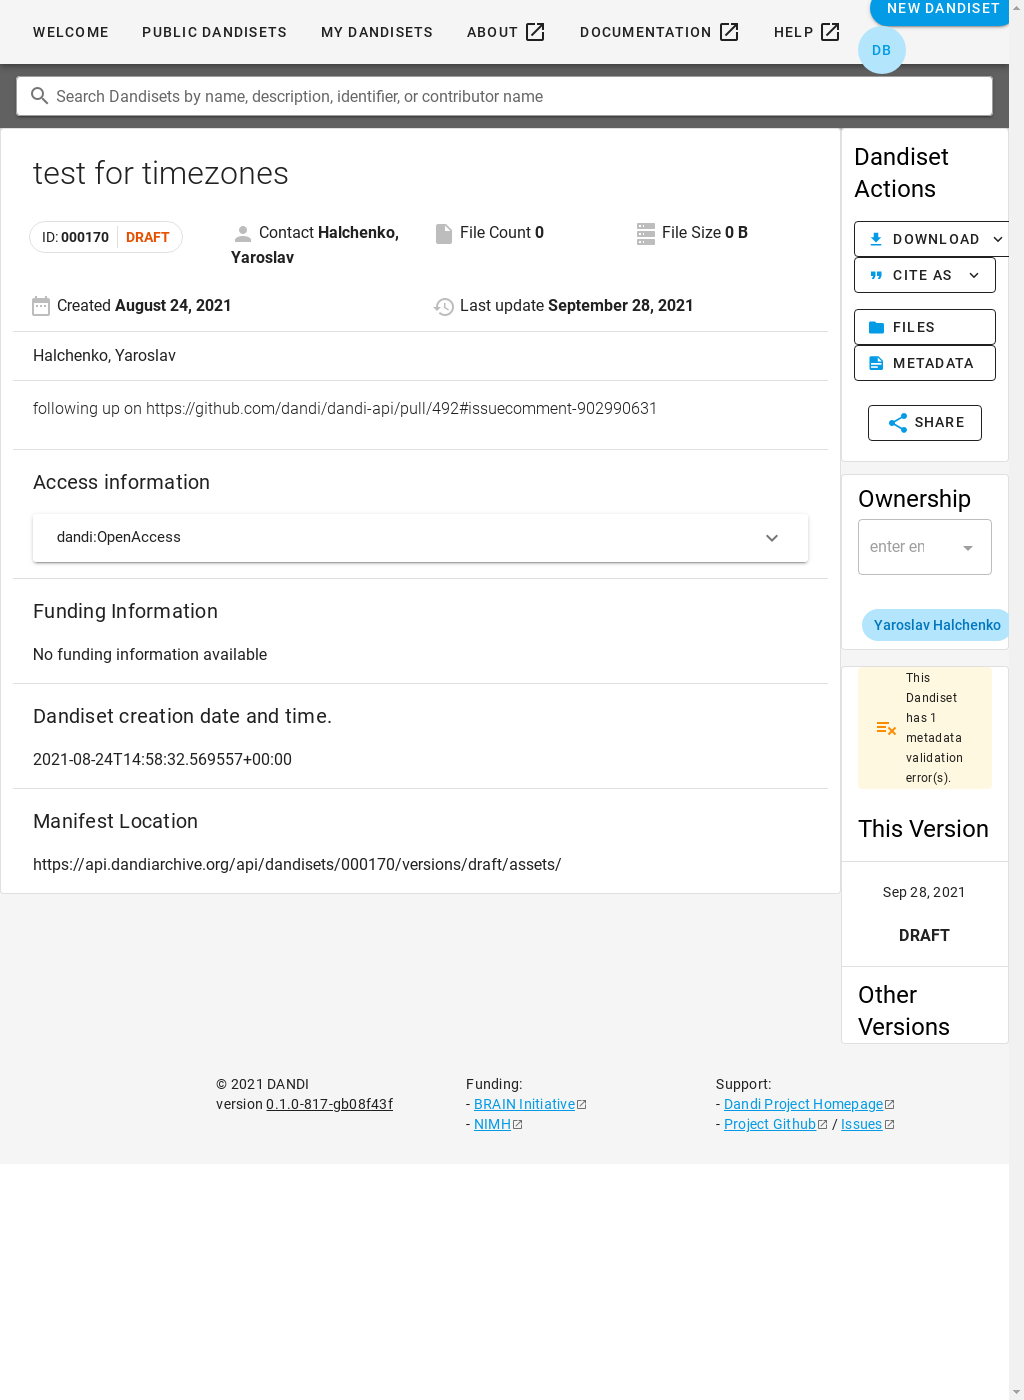 WELCOME PUBLIC DANDISETS MY DANDISETS ABOUT DOCUMENTATION HELP NEW DANDISET
DB
Search Dandisets by name, description, identifier, or contributor name
test for timezones
ID: 000170 DRAFT
Contact Halchenko,
Yaroslav
File Count 0
File Size 0 B
Created August 24, 2021
Last update September 28, 2021
Halchenko, Yaroslav
following up on https://github.com/dandi/dandi-api/pull/492#issuecomment-902990631
Access information
dandi:OpenAccess
Funding Information
No funding information available
Dandiset creation date and time.
2021-08-24T14:58:32.569557+00:00
Manifest Location
https://api.dandiarchive.org/api/dandisets/000170/versions/draft/assets/
Dandiset
Actions
DOWNLOAD
CITE AS
FILES
METADATA
SHARE
Ownership
enter en
Yaroslav Halchenko
This
Dandiset
has 1
metadata
validation
error(s).
This Version
Sep 28, 2021
DRAFT
Other
Versions
© 2021 DANDI
version 0.1.0-817-gb08f43f
Funding:
- BRAIN Initiative
- NIMH
Support:
- Dandi Project Homepage
- Project Github / Issues